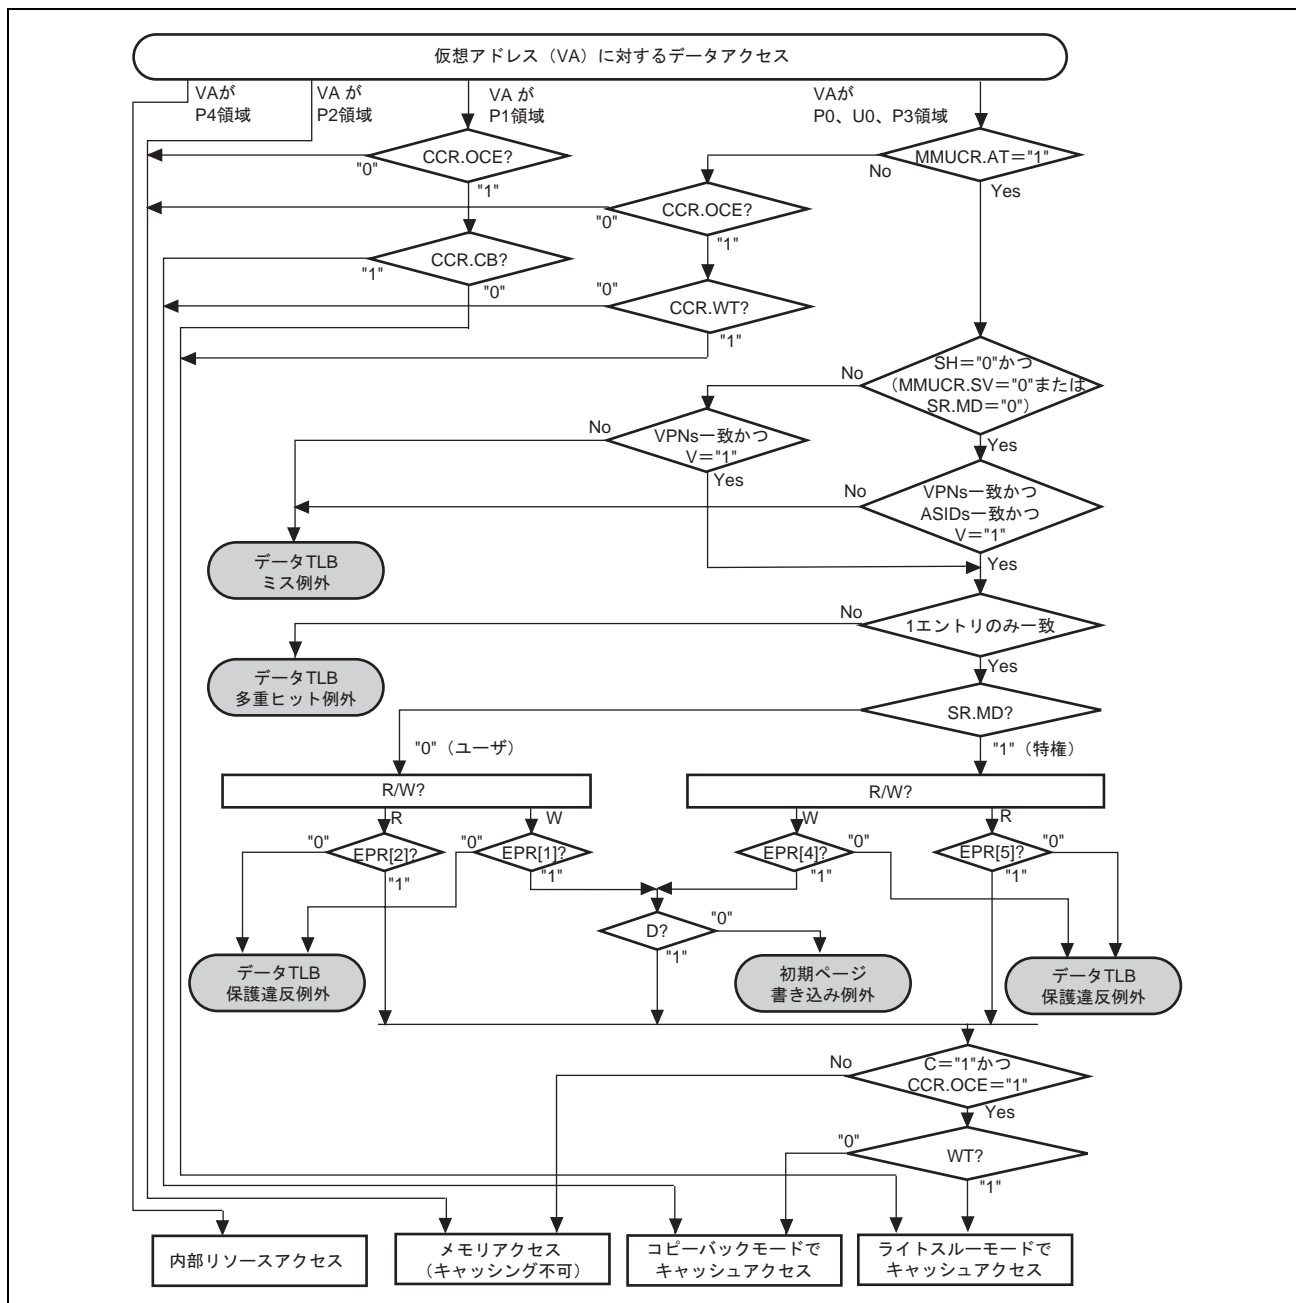 仮想アドレス（VA）に対するデータアクセス
VAが
P4領域
VA が
P2領域
VA が
P1領域
VAが
P0、U0、P3領域
CCR.OCE?
"0"
"1"
MMUCR.AT＝"1"
No
Yes
CCR.OCE?
"0"
"1"
CCR.CB?
"1"
"0"
CCR.WT?
"0"
"1"
SH＝"0"かつ
（MMUCR.SV＝"0"または
SR.MD＝"0"）
No
Yes
VPNs一致かつ
V＝"1"
No
Yes
VPNs一致かつ
ASIDs一致かつ
V＝"1"
No
Yes
データTLB
ミス例外
1エントリのみ一致
No
Yes
データTLB
多重ヒット例外
SR.MD?
"0"（ユーザ）
"1"（特権）
R/W?
R/W?
R
W
W
R
"0"
EPR[2]?
"1"
"0"
EPR[1]?
"1"
EPR[4]?
"0"
"1"
EPR[5]?
"0"
"1"
D?
"0"
"1"
データTLB
保護違反例外
初期ページ
書き込み例外
データTLB
保護違反例外
C＝"1"かつ
CCR.OCE＝"1"
No
Yes
WT?
"0"
"1"
内部リソースアクセス
メモリアクセス
（キャッシング不可）
コピーバックモードで
キャッシュアクセス
ライトスルーモードで
キャッシュアクセス